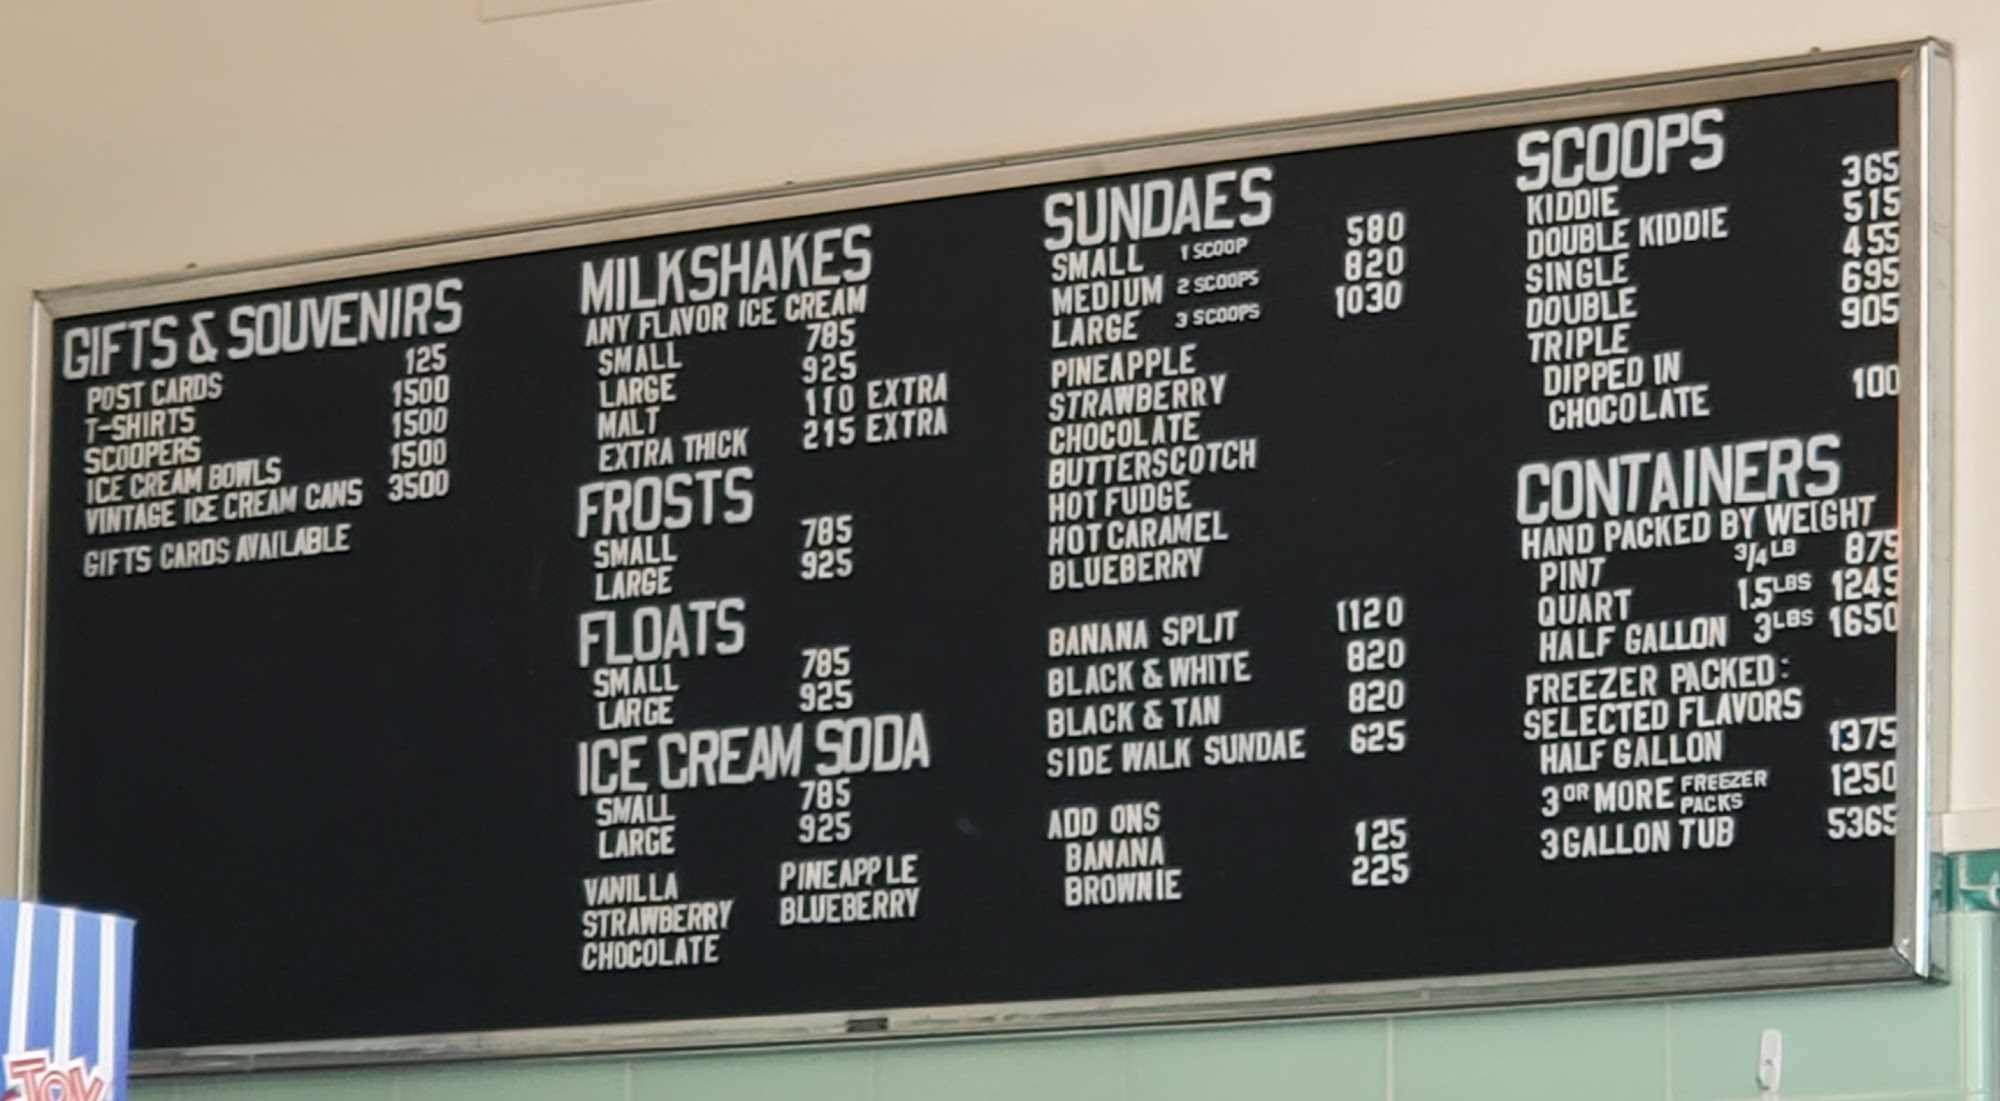 GIFTS & SOUVENIRS
POST CARDS 125
T-SHIRTS 1500
SCOOPERS 1500
ICE CREAM BOWLS 1500
VINTAGE ICE CREAM CANS 3500
GIFTS CARDS AVAILABLE
MILKSHAKES
ANY FLAVOR ICE CREAM
SMALL 785
LARGE 925
MALT 110 EXTRA
EXTRA THICK 215 EXTRA
FROSTS
SMALL 785
LARGE 925
FLOATS
SMALL 785
LARGE 925
ICE CREAM SODA
SMALL 785
LARGE 925
VANILLA PINEAPPLE
STRAWBERRY BLUEBERRY
CHOCOLATE
SUNDAES
SMALL 1 SCOOP 580
MEDIUM 2 SCOOPS 820
LARGE 3 SCOOPS 1030
PINEAPPLE
STRAWBERRY
CHOCOLATE
BUTTERSCOTCH
HOT FUDGE
HOT CARAMEL
BLUEBERRY
BANANA SPLIT 1120
BLACK & WHITE 820
BLACK & TAN 820
SIDE WALK SUNDAE 625
ADD ONS
BANANA 125
BROWNIE 225
SCOOPS
KIDDIE 365
DOUBLE KIDDIE 515
SINGLE 455
DOUBLE 695
TRIPLE 905
DIPPED IN
CHOCOLATE 100
CONTAINERS
HAND PACKED BY WEIGHT
PINT 3/4 LB 875
QUART 1.5 LBS 1245
HALF GALLON 3 LBS 1650
FREEZER PACKED:
SELECTED FLAVORS
HALF GALLON 1375
3 OR MORE FREEZER PACKS 1250
3 GALLON TUB 5365
Toy